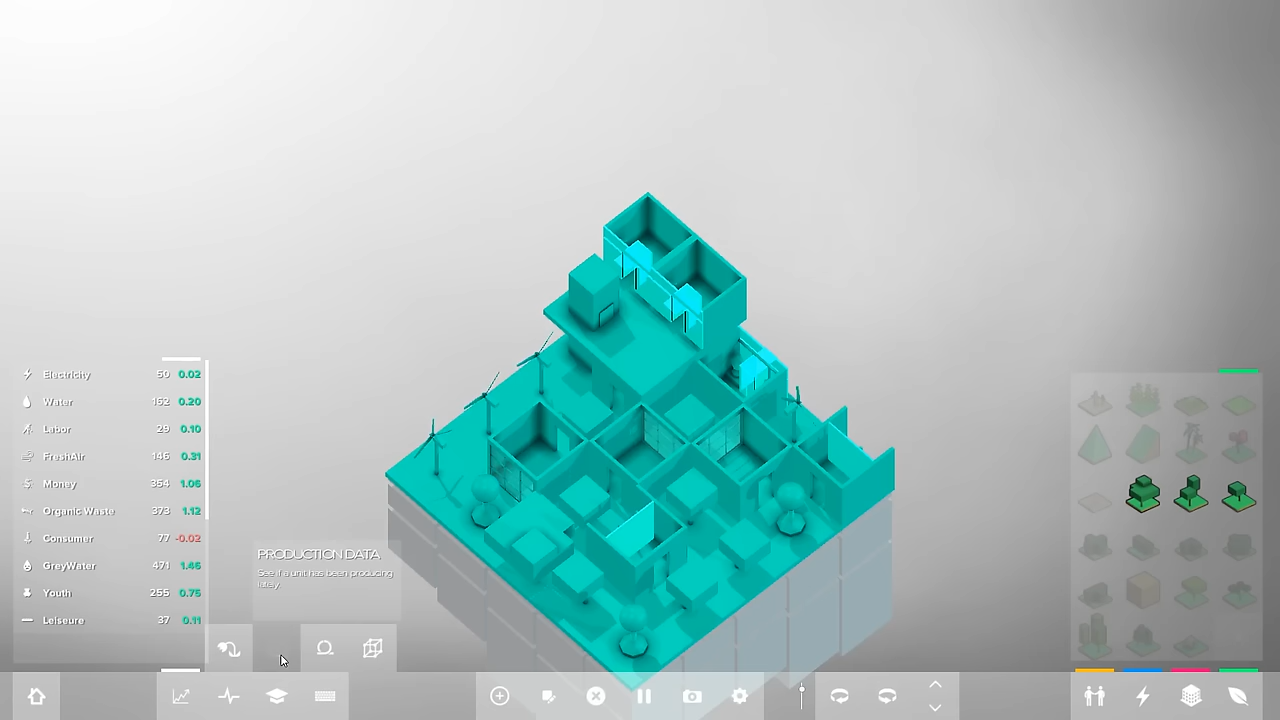 Electricity 50 0.02
Water 152 0.20
Labor 29 0.10
FreshAir 146 0.31
Money 354 1.06
Organic Waste 373 1.12
Consumer 77 -0.02
GreyWater 471 1.46
Youth 255 0.75
Leiseure 37 0.11
PRODUCTION DATA
See if a unit has been producing
lately.